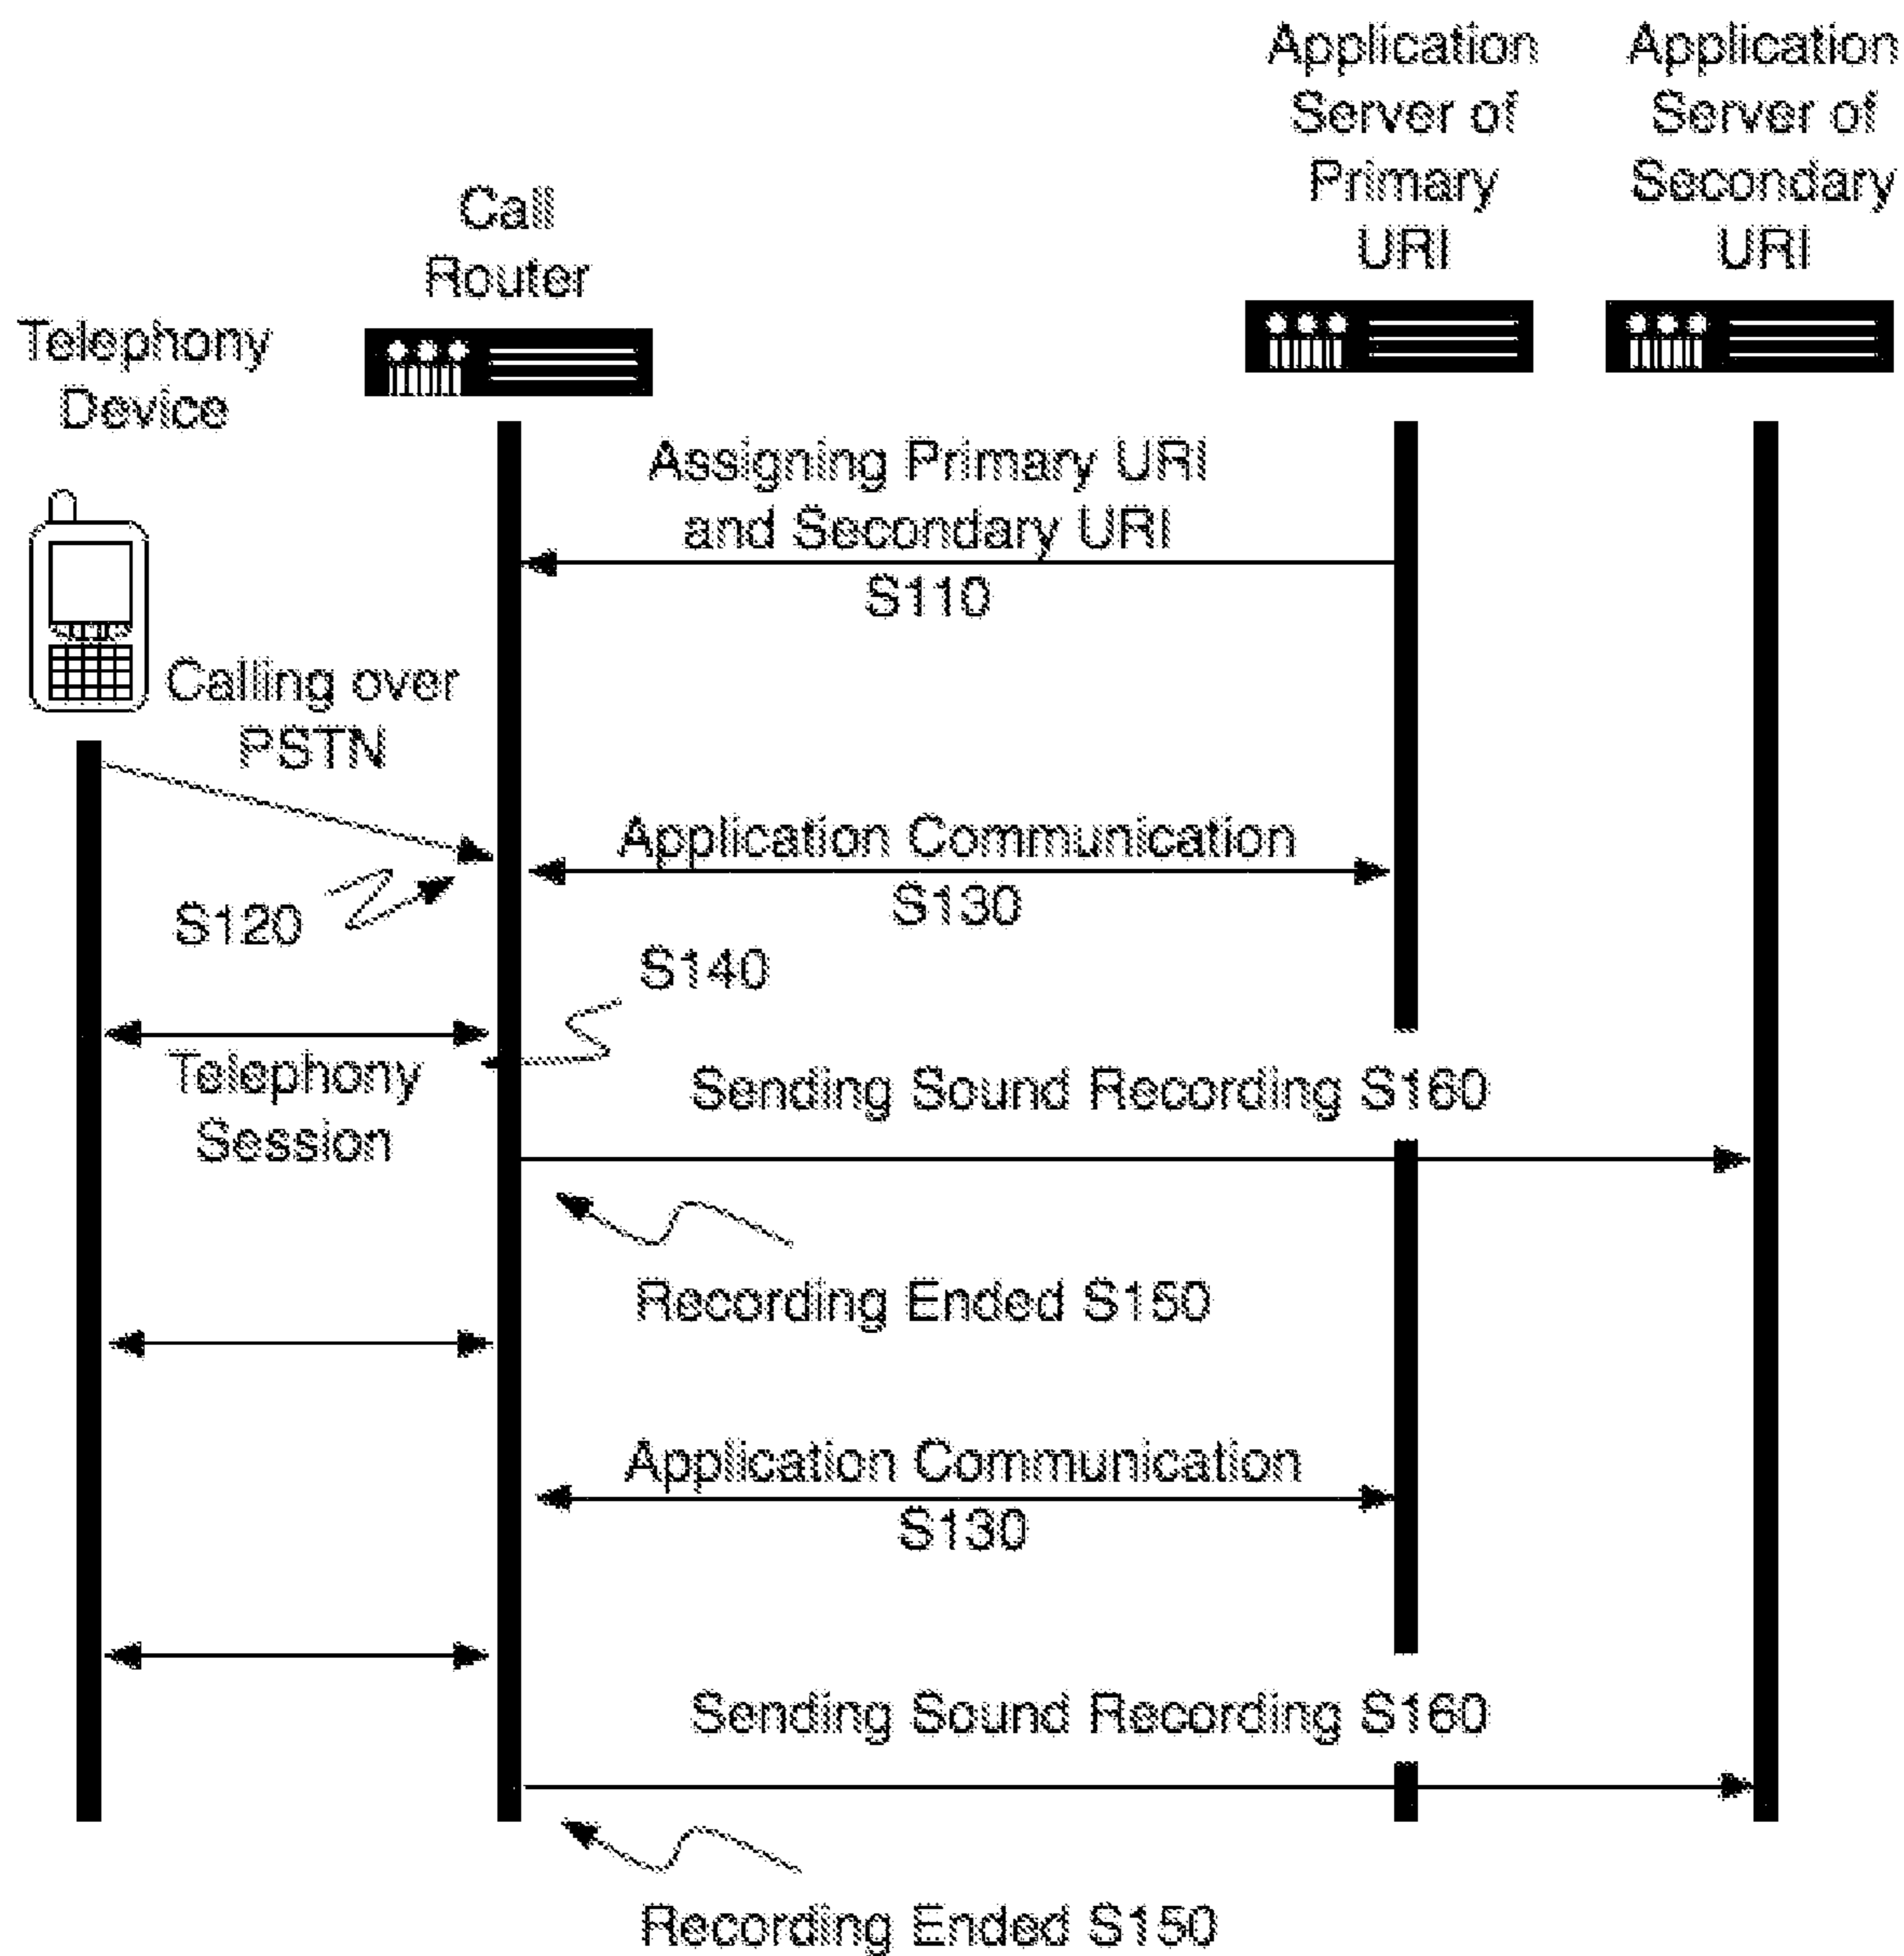 Application
Server of
Primary
URI
Application
Server of
Secondary
URI
Call
Router
Telephony
Device
Assigning Primary URI
and Secondary URI
S110
Calling over
PSTN
Application Communication
S130
S120
S140
Telephony
Session
Sending Sound Recording S160
Recording Ended S150
Application Communication
S130
Sending Sound Recording S160
Recording Ended S150